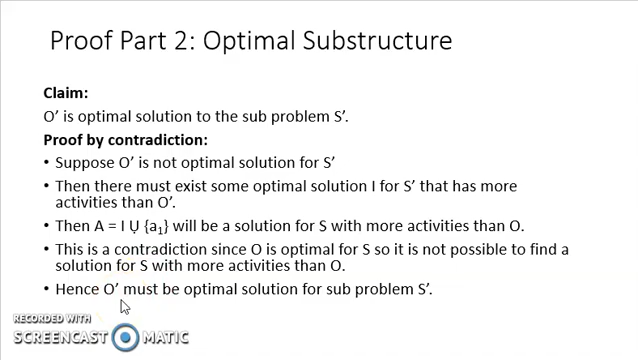 Proof Part 2: Optimal Substructure
Claim:
O’ is optimal solution to the sub problem S’.
Proof by contradiction:
• Suppose O’ is not optimal solution for S’
• Then there must exist some optimal solution I for S’ that has more
activities than O’.
• Then A = I Ụ {a₁} will be a solution for S with more activities than O.
• This is a contradiction since O is optimal for S so it is not possible to find a
solution for S with more activities than O.
• Hence O’ must be optimal solution for sub problem S’.
RECORDED WITH
SCREENCAST MATIC